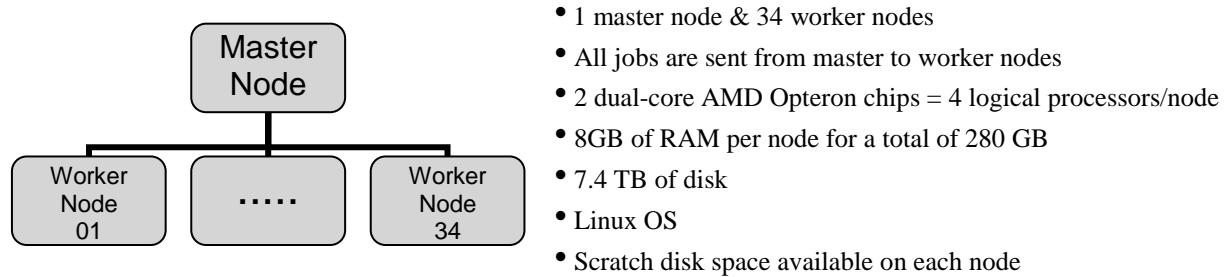 Master
Node
Worker
Node
01
.....
Worker
Node
34
• 1 master node & 34 worker nodes
• All jobs are sent from master to worker nodes
• 2 dual-core AMD Opteron chips = 4 logical processors/node
• 8GB of RAM per node for a total of 280 GB
• 7.4 TB of disk
• Linux OS
• Scratch disk space available on each node